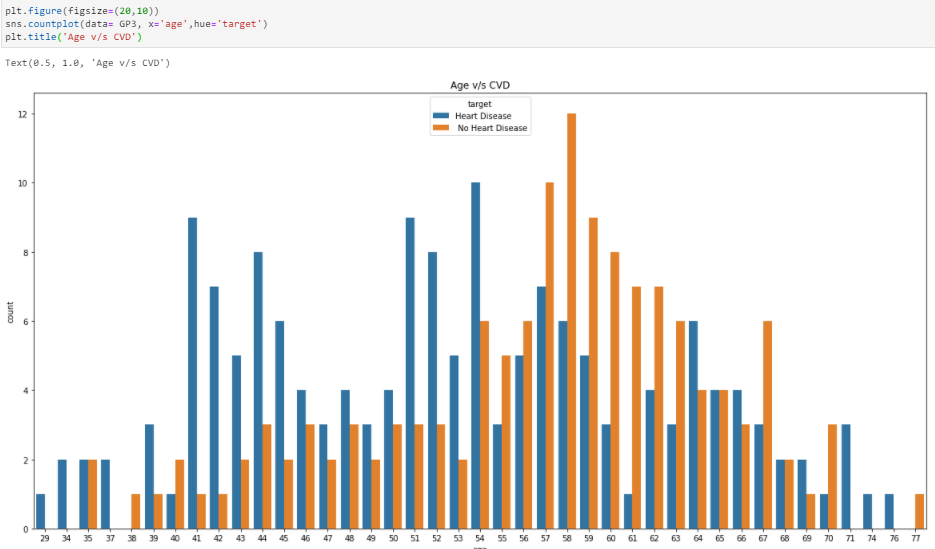 plt.figure(figsize=(20,10))
sns.countplot(data= GP3, x='age',hue='target')
plt.title('Age v/s CVD')
Text(0.5, 1.0, 'Age v/s CVD')
Age v/s CVD
target
Heart Disease
No Heart Disease
12
10
8
6
4
2
0
count
29 34 35 37 38 39 40 41 42 43 44 45 46 47 48 49 50 51 52 53 54 55 56 57 58 59 60 61 62 63 64 65 66 67 68 69 70 71 74 76 77